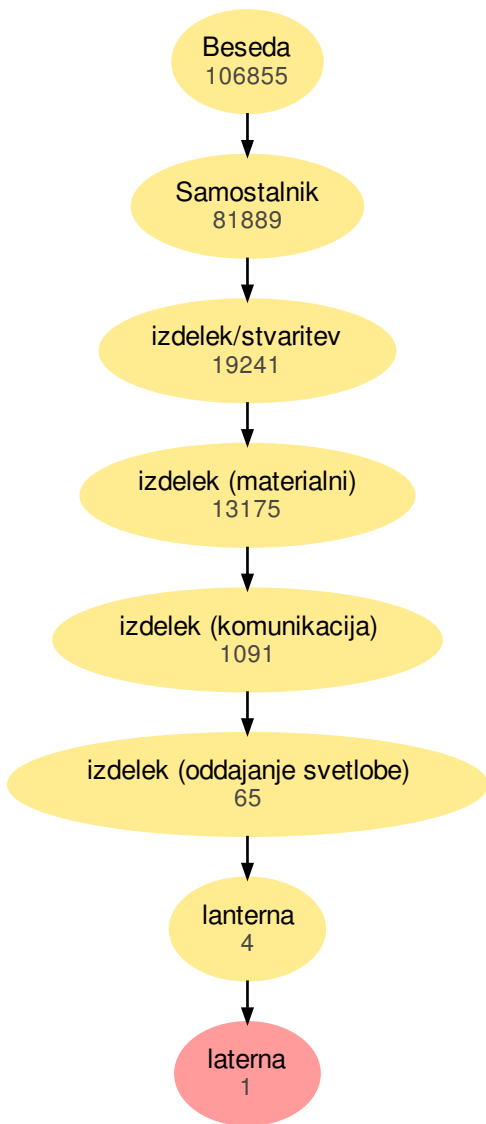 Beseda
106855
Samostalnik
81889
izdelek/stvaritev
19241
izdelek (materialni)
13175
izdelek (komunikacija)
1091
izdelek (oddajanje svetlobe)
65
lanterna
4
laterna
1